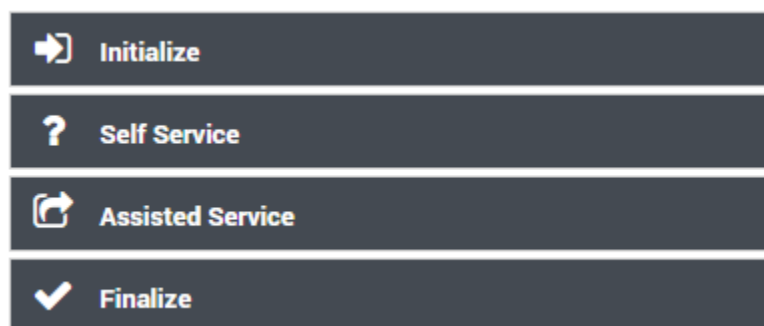 Initialize
Self Service
Assisted Service
Finalize